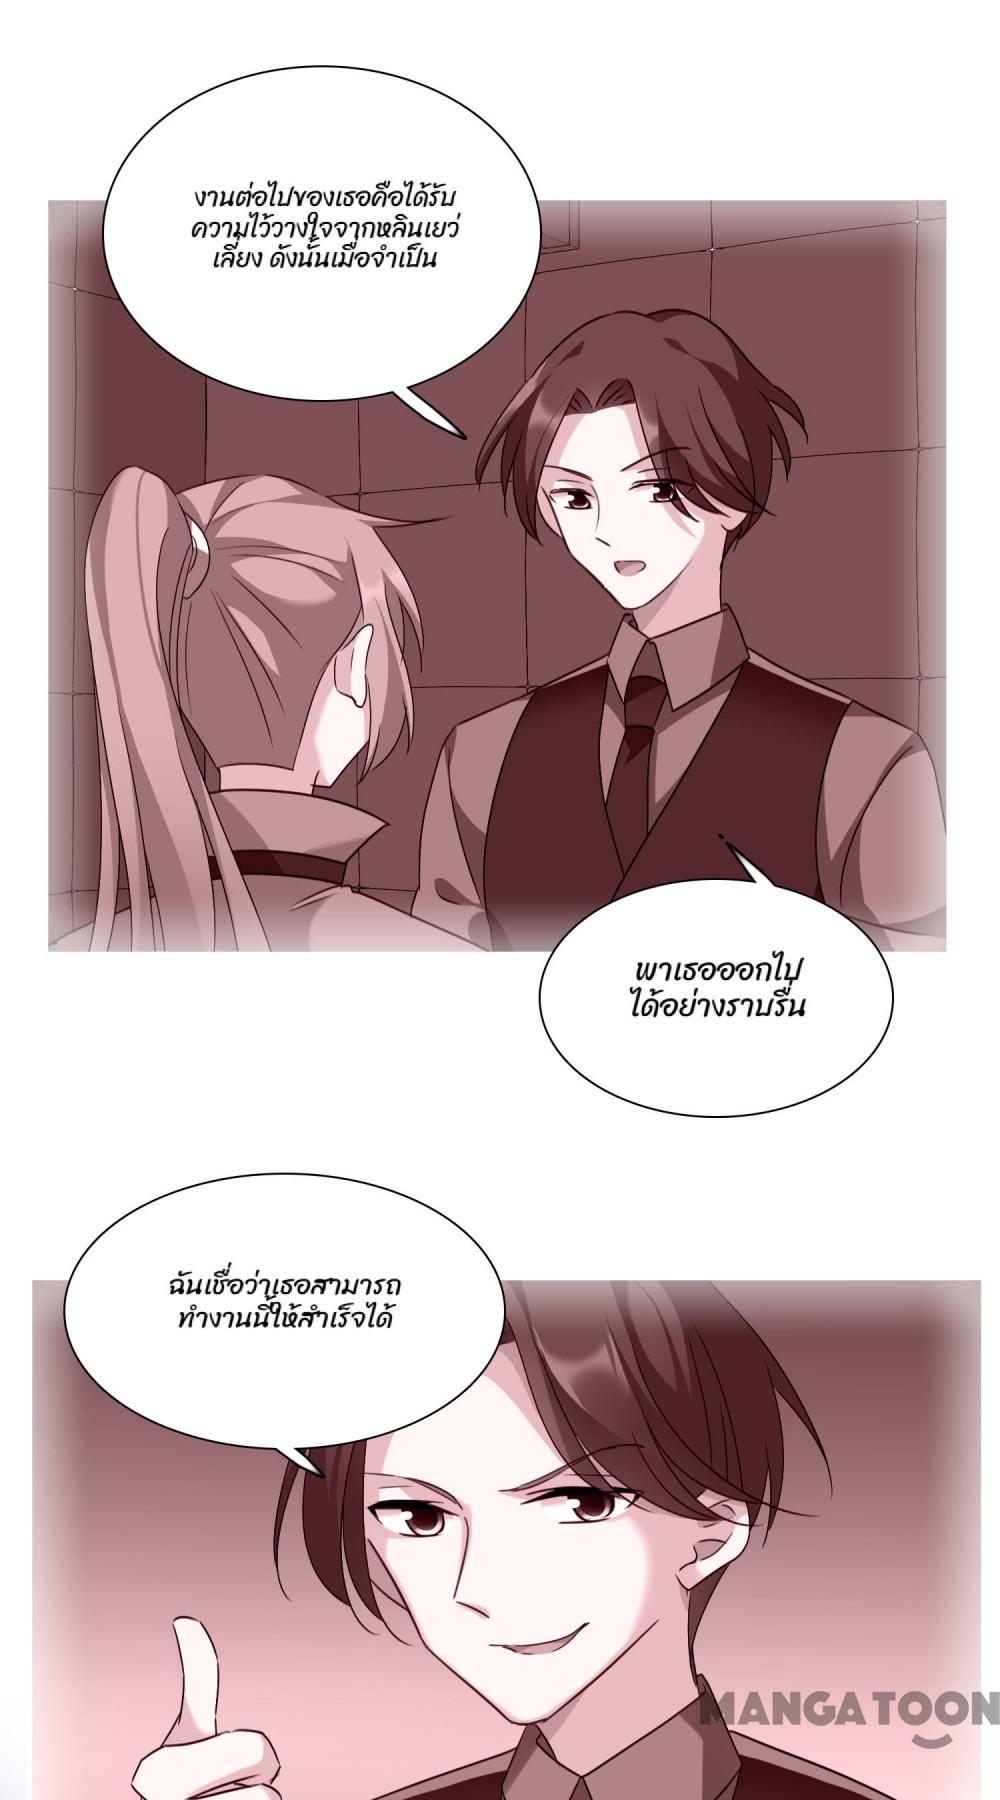 งานต่อไปของเธอคือได้รับ
ความไว้วางใจจากหลินเยว่
เลี่ยง ดังนั้นเมื่อจำเป็น
พาเธอออกไป
ได้อย่างราบรื่น
ฉันเชื่อว่าเธอสามารถ
ทำงานนี้ให้สำเร็จได้
MANGATOON